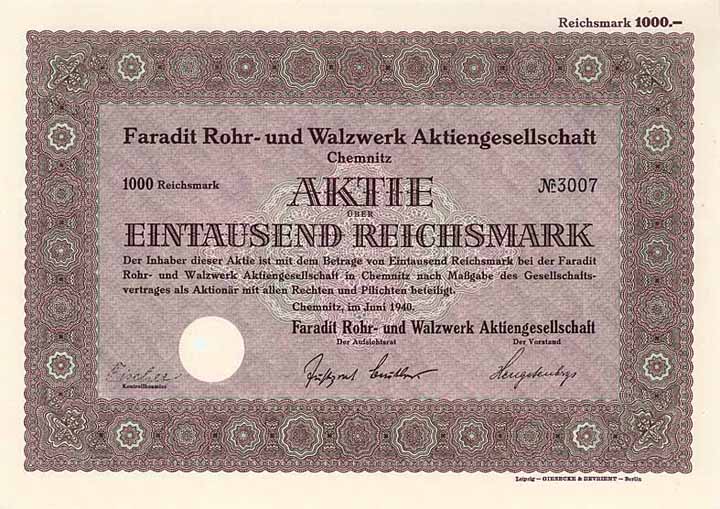 Reichsmark 1000.–
Faradit Rohr- und Walzwerk Aktiengesellschaft
Chemnitz
1000 Reichsmark AKTIE № 3007
ÜBER
EINTAUSEND REICHSMARK
Der Inhaber dieser Aktie ist mit dem Betrage von Eintausend Reichsmark bei der Faradit
Rohr- und Walzwerk Aktiengesellschaft in Chemnitz nach Maßgabe des Gesellschafts-
vertrages als Aktionär mit allen Rechten und Pflichten beteiligt.
Chemnitz, im Juni 1940.
Faradit Rohr- und Walzwerk Aktiengesellschaft
Der Aufsichtsrat Der Vorstand
Fischer
Kontrollbeamter
Leipzig — GIESECKE & DEVRIENT — Berlin